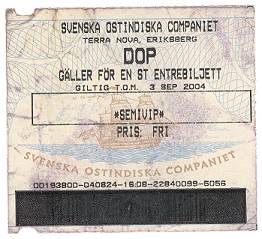 SVENSKA OSTINDISKA COMPANIET
TERRA NOVA, ERIKSBERG
DOP
GÄLLER FÖR EN ST ENTREBILJETT
GILTIG T.O.M. 3 SEP 2004
*SEMIVIP*
PRIS: FRI
SVENSKA OSTINDISKA COMPANIET
00193800-040824-16:08-22840099-5056